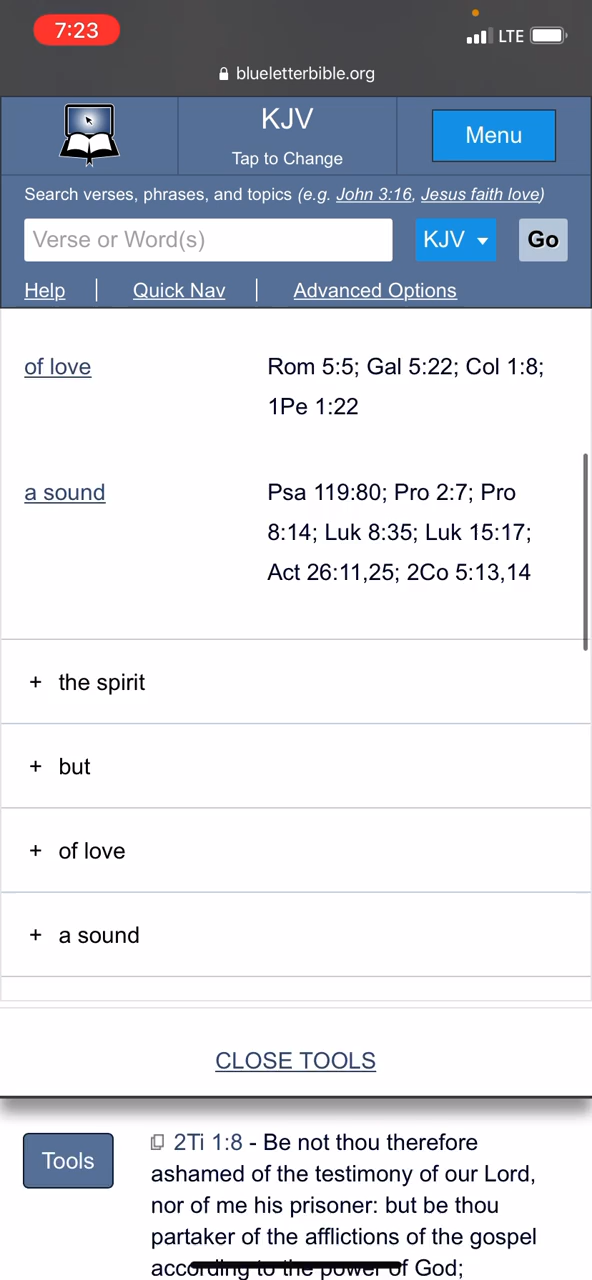 7:23
LTE
blueletterbible.org
KJV
Tap to Change
Menu
Search verses, phrases, and topics (e.g. John 3:16, Jesus faith love)
Verse or Word(s)
KJV
Go
Help | Quick Nav | Advanced Options
of love
Rom 5:5; Gal 5:22; Col 1:8;
1Pe 1:22
a sound
Psa 119:80; Pro 2:7; Pro
8:14; Luk 8:35; Luk 15:17;
Act 26:11,25; 2Co 5:13,14
+ the spirit
+ but
+ of love
+ a sound
CLOSE TOOLS
Tools
2Ti 1:8 - Be not thou therefore
ashamed of the testimony of our Lord,
nor of me his prisoner: but be thou
partaker of the afflictions of the gospel
according to the power of God;